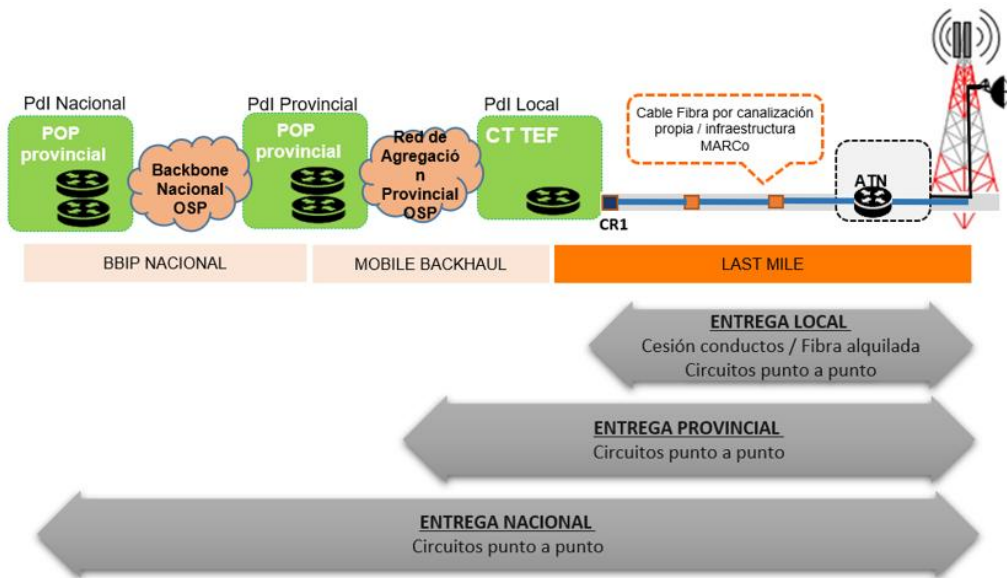 PdI Nacional
PdI Provincial
PdI Local
POP
provincial
Backbone
Nacional
OSP
POP
provincial
Red de
Agregació
n
Provincial
OSP
CT TEF
Cable Fibra por canalización
propia / infraestructura
MARCo
ATN
CR1
BBIP NACIONAL
MOBILE BACKHAUL
LAST MILE
ENTREGA LOCAL
Cesión conductos / Fibra alquilada
Circuitos punto a punto
ENTREGA PROVINCIAL
Circuitos punto a punto
ENTREGA NACIONAL
Circuitos punto a punto